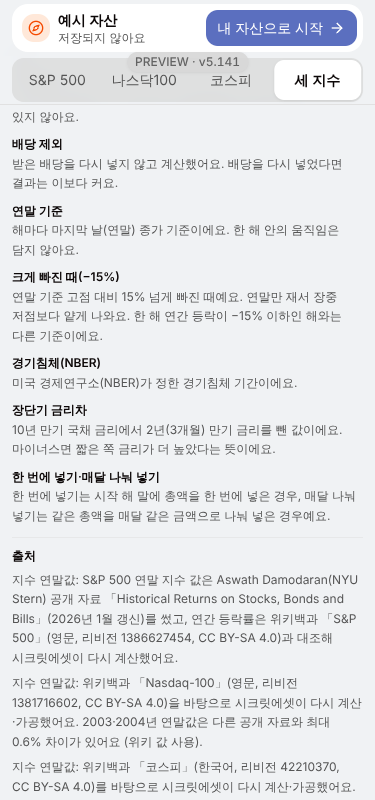 예시 자산
저장되지 않아요
내 자산으로 시작 →
PREVIEW · v5.141
S&P 500
나스닥100
코스피
세 지수
있지 않아요.
배당 제외
받은 배당을 다시 넣지 않고 계산했어요. 배당을 다시 넣었다면
결과는 이보다 커요.
연말 기준
해마다 마지막 날(연말) 종가 기준이에요. 한 해 안의 움직임은
담지 않아요.
크게 빠진 때(−15%)
연말 기준 고점 대비 15% 넘게 빠진 때예요. 연말만 재서 장중
저점보다 얕게 나와요. 한 해 연간 등락이 −15% 이하인 해와는
다른 기준이에요.
경기침체(NBER)
미국 경제연구소(NBER)가 정한 경기침체 기간이에요.
장단기 금리차
10년 만기 국채 금리에서 2년(3개월) 만기 금리를 뺀 값이에요.
마이너스면 짧은 쪽 금리가 더 높았다는 뜻이에요.
한 번에 넣기·매달 나눠 넣기
한 번에 넣기는 시작 해 말에 총액을 한 번에 넣은 경우, 매달 나눠
넣기는 같은 총액을 매달 같은 금액으로 나눠 넣은 경우예요.
출처
지수 연말값: S&P 500 연말 지수 값은 Aswath Damodaran(NYU
Stern) 공개 자료 「Historical Returns on Stocks, Bonds and
Bills」(2026년 1월 갱신)를 썼고, 연간 등락률은 위키백과 「S&P
500」(영문, 리비전 1386627454, CC BY-SA 4.0)과 대조해
시크릿에셋이 다시 계산했어요.
지수 연말값: 위키백과 「Nasdaq-100」(영문, 리비전
1381716602, CC BY-SA 4.0)을 바탕으로 시크릿에셋이 다시 계산
·가공했어요. 2003·2004년 연말값은 다른 공개 자료와 최대
0.6% 차이가 있어요 (위키 값 사용).
지수 연말값: 위키백과 「코스피」(한국어, 리비전 42210370,
CC BY-SA 4.0)를 바탕으로 시크릿에셋이 다시 계산·가공했어요.